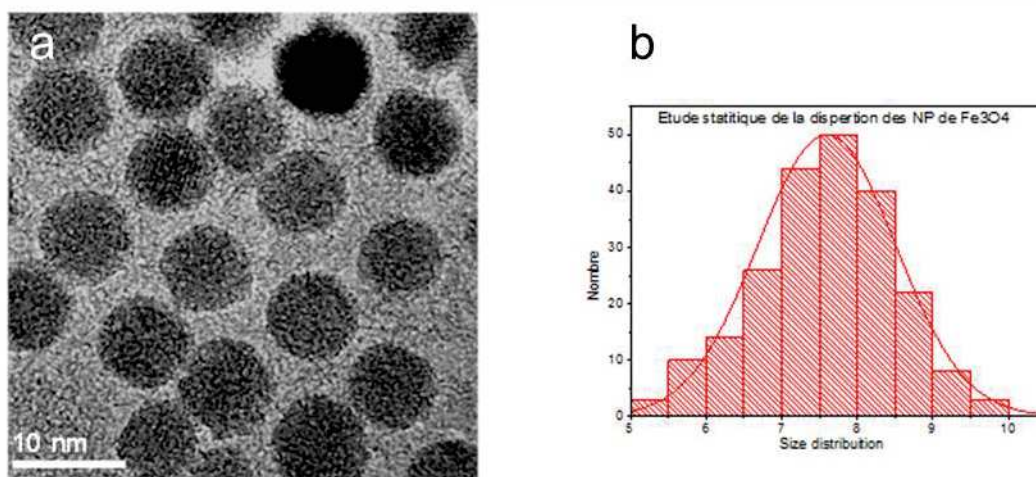 a
10 nm
b
Etude statitique de la dispertion des NP de Fe3O4
Nombre
50
40
30
20
10
0
5 6 7 8 9 10
Size distribution